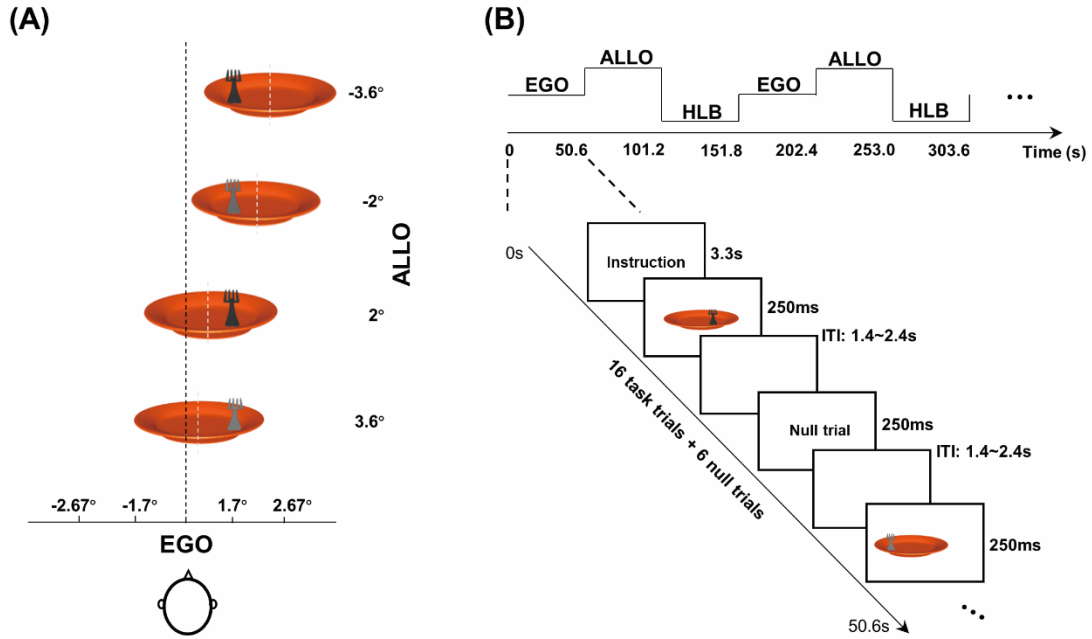 (A)
-3.6°
-2°
2°
3.6°
ALLO
-2.67° -1.7° 1.7° 2.67°
EGO
(B)
EGO ALLO HLB EGO ALLO HLB ...
0 50.6 101.2 151.8 202.4 253.0 303.6 Time (s)
0s
Instruction 3.3s
250ms
ITI: 1.4~2.4s
Null trial 250ms
ITI: 1.4~2.4s
250ms
16 task trials + 6 null trials
50.6s
...